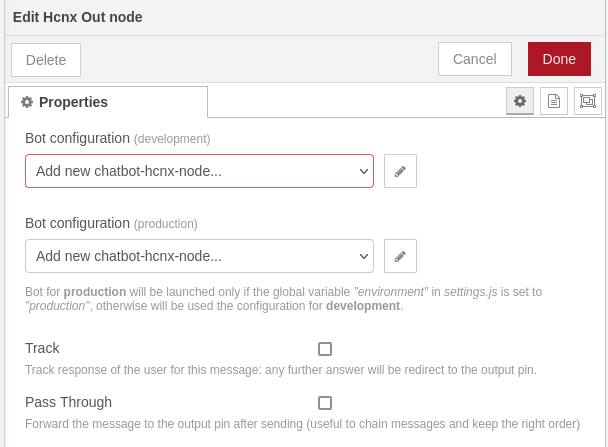 Edit Hcnx Out node
Delete
Cancel
Done
Properties
Bot configuration (development)
Add new chatbot-hcnx-node...
Bot configuration (production)
Add new chatbot-hcnx-node...
Bot for production will be launched only if the global variable "environment" in settings.js is set to
"production", otherwise will be used the configuration for development.
Track
Track response of the user for this message: any further answer will be redirect to the output pin.
Pass Through
Forward the message to the output pin after sending (useful to chain messages and keep the right order)